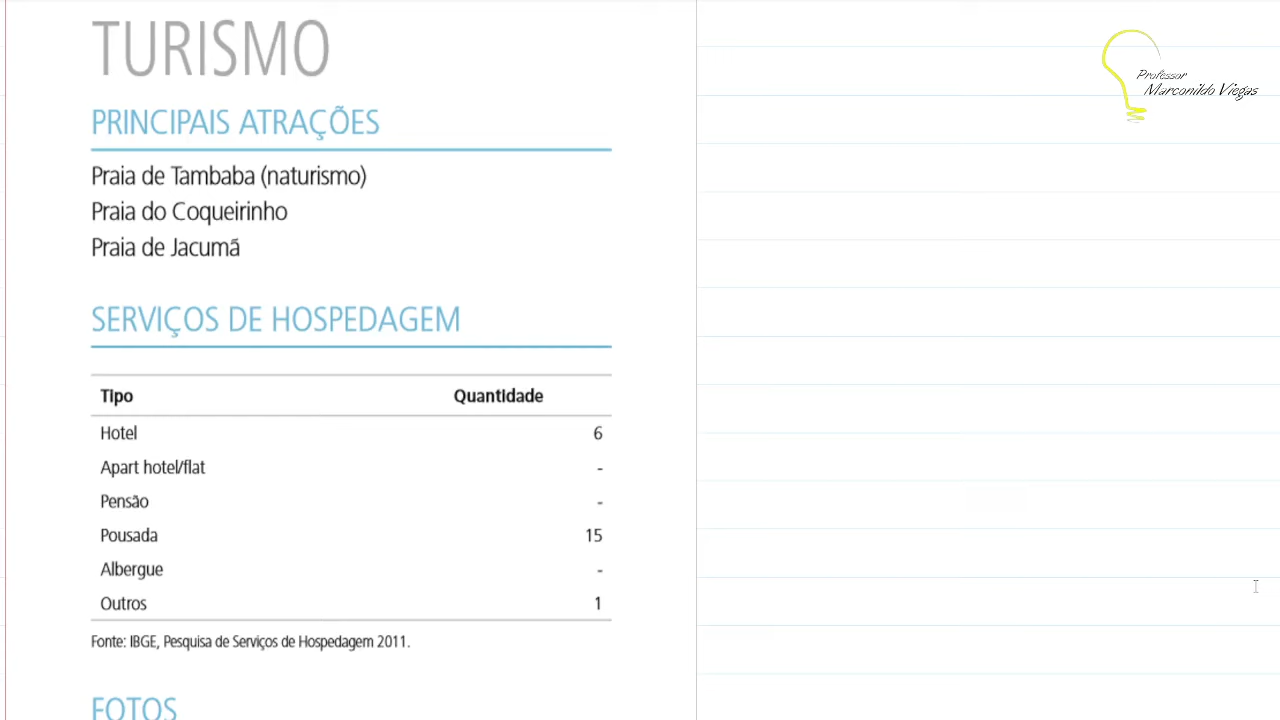 TURISMO
PRINCIPAIS ATRAÇÕES
Praia de Tambaba (naturismo)
Praia do Coqueirinho
Praia de Jacumã
SERVIÇOS DE HOSPEDAGEM
Tipo Quantidade
Hotel 6
Apart hotel/flat -
Pensão -
Pousada 15
Albergue -
Outros 1
Fonte: IBGE, Pesquisa de Serviços de Hospedagem 2011.
FOTOS
Professor
Marconildo Viegas